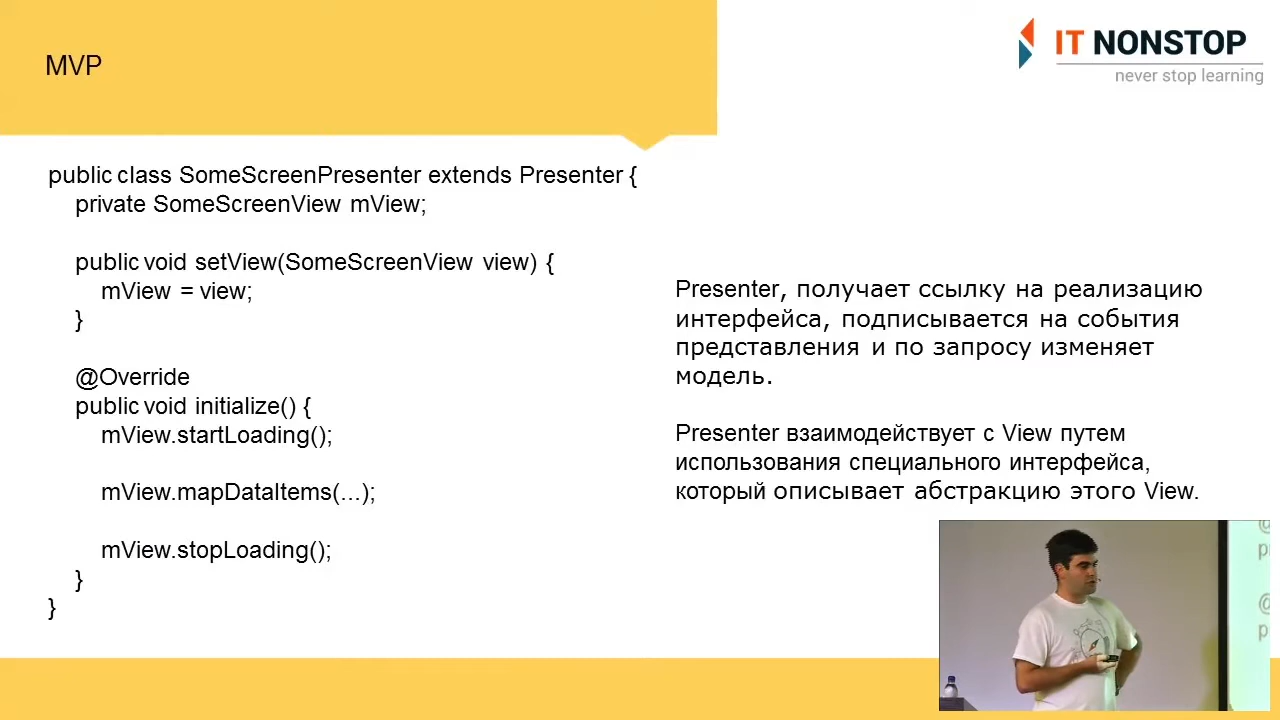 MVP
IT NONSTOP
never stop learning
public class SomeScreenPresenter extends Presenter {
private SomeScreenView mView;
public void setView(SomeScreenView view) {
mView = view;
}
@Override
public void initialize() {
mView.startLoading();
mView.mapDataItems(...);
mView.stopLoading();
}
}
Presenter, получает ссылку на реализацию
интерфейса, подписывается на события
представления и по запросу изменяет
модель.
Presenter взаимодействует с View путем
использования специального интерфейса,
который описывает абстракцию этого View.
@
p
@
p